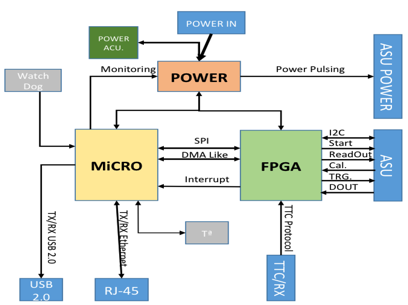 POWER IN
POWER
ACU.
Monitoring
POWER
Power Pulsing
ASU POWER
Watch
Dog
MiCRO
SPI
DMA Like
Interrupt
FPGA
I2C
Start
ReadOut
Cal.
TRG.
DOUT
ASU
TX/RX USB 2.0
TX/RX Ethernet
T#
TTC Protocol
USB
2.0
RJ-45
TTC/RX